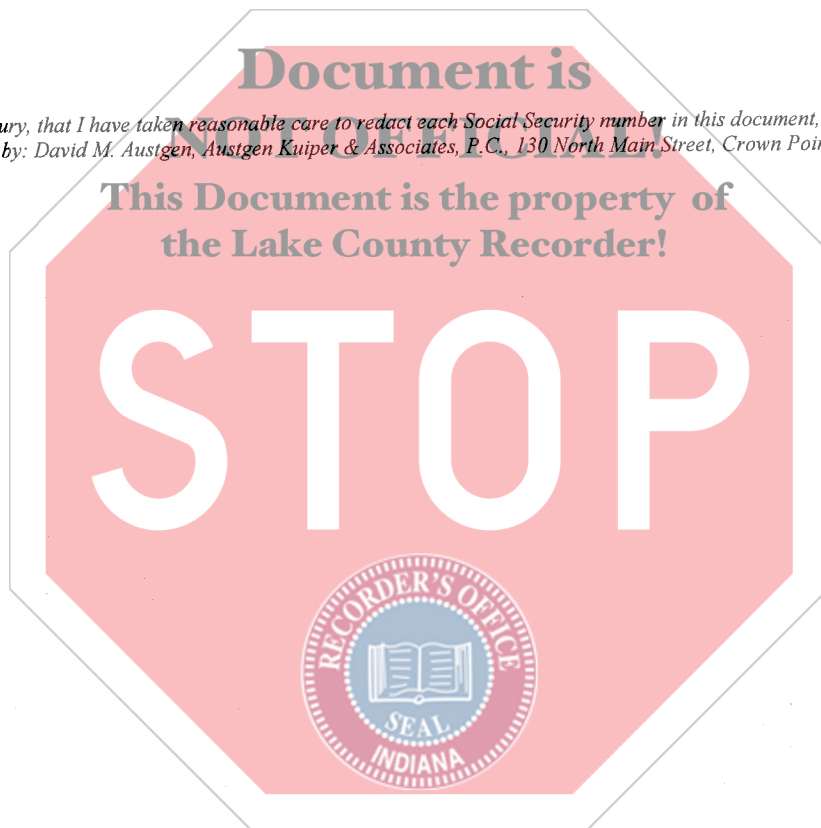 Document is
ury, that I have taken reasonable care to redact each Social Security number in this document,
NOT OFFICIAL!
by: David M. Austgen, Austgen Kuiper & Associates, P.C., 130 North Main Street, Crown Poin
This Document is the property of
the Lake County Recorder!
STOP
RECORDER'S OFFICE
SEAL
INDIANA